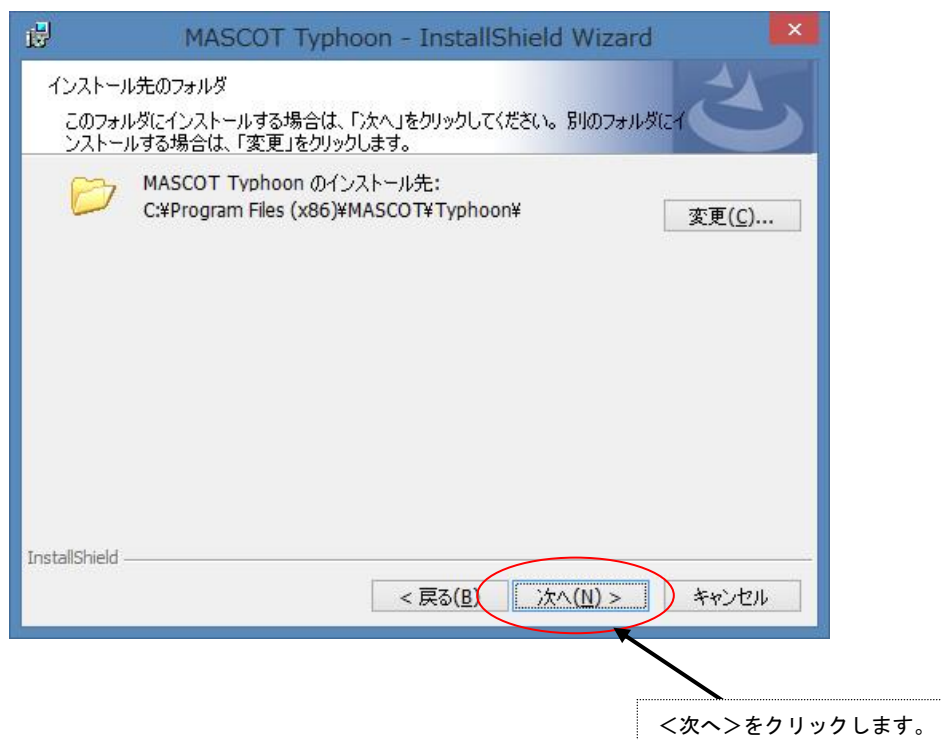 MASCOT Typhoon - InstallShield Wizard
インストール先のフォルダ
このフォルダにインストールする場合は、「次へ」をクリックしてください。別のフォルダにイ
ンストールする場合は、「変更」をクリックします。
MASCOT Typhoon のインストール先:
C:¥Program Files (x86)¥MASCOT¥Typhoon¥
変更(C)...
InstallShield
< 戻る(B)
次へ(N) >
キャンセル
<次へ>をクリックします。